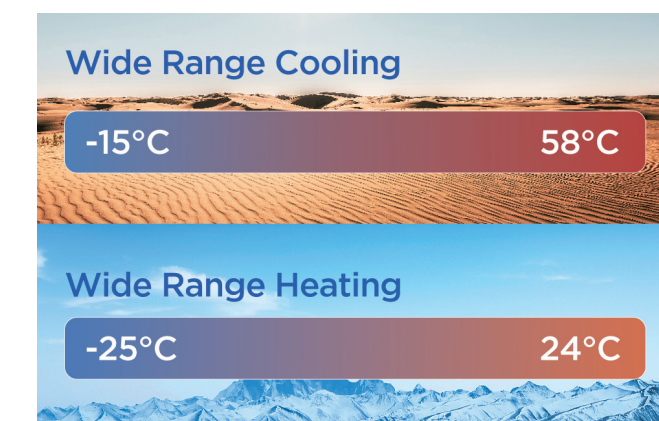 Wide Range Cooling
-15°C 58°C
Wide Range Heating
-25°C 24°C